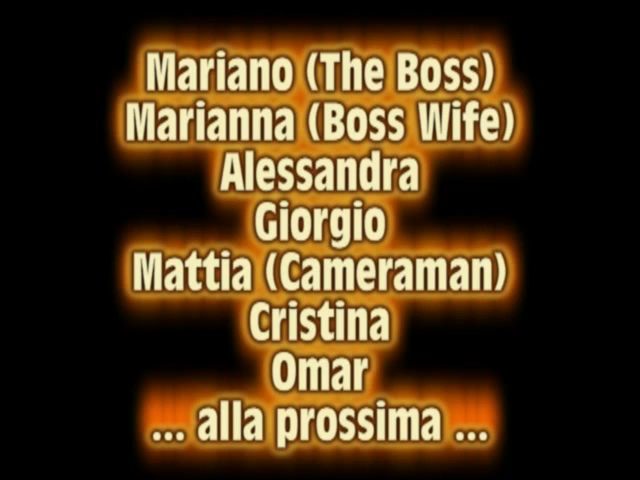 Mariano (The Boss)
Marianna (Boss Wife)
Alessandra
Giorgio
Mattia (Cameraman)
Cristina
Omar
... alla prossima ...